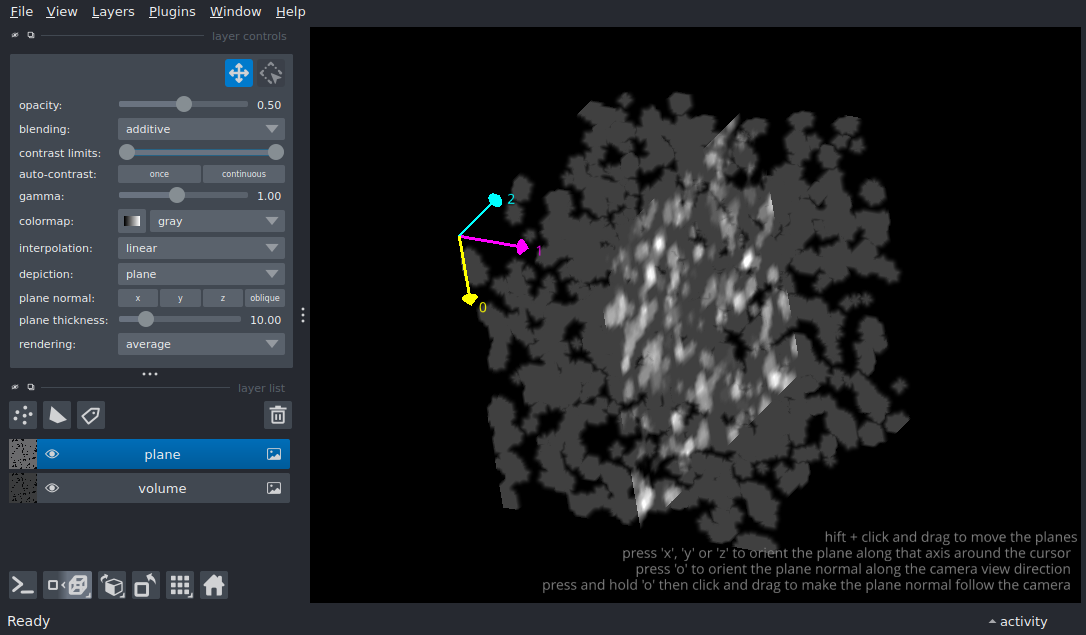 File View Layers Plugins Window Help
layer controls
opacity: 0.50
blending: additive
contrast limits:
auto-contrast: once continuous
gamma: 1.00
colormap: gray
interpolation: linear
depiction: plane
plane normal: x y z oblique
plane thickness: 10.00
rendering: average
layer list
plane
volume
2
1
0
hift + click and drag to move the planes
press 'x', 'y' or 'z' to orient the plane along that axis around the cursor
press 'o' to orient the plane normal along the camera view direction
press and hold 'o' then click and drag to make the plane normal follow the camera
Ready activity